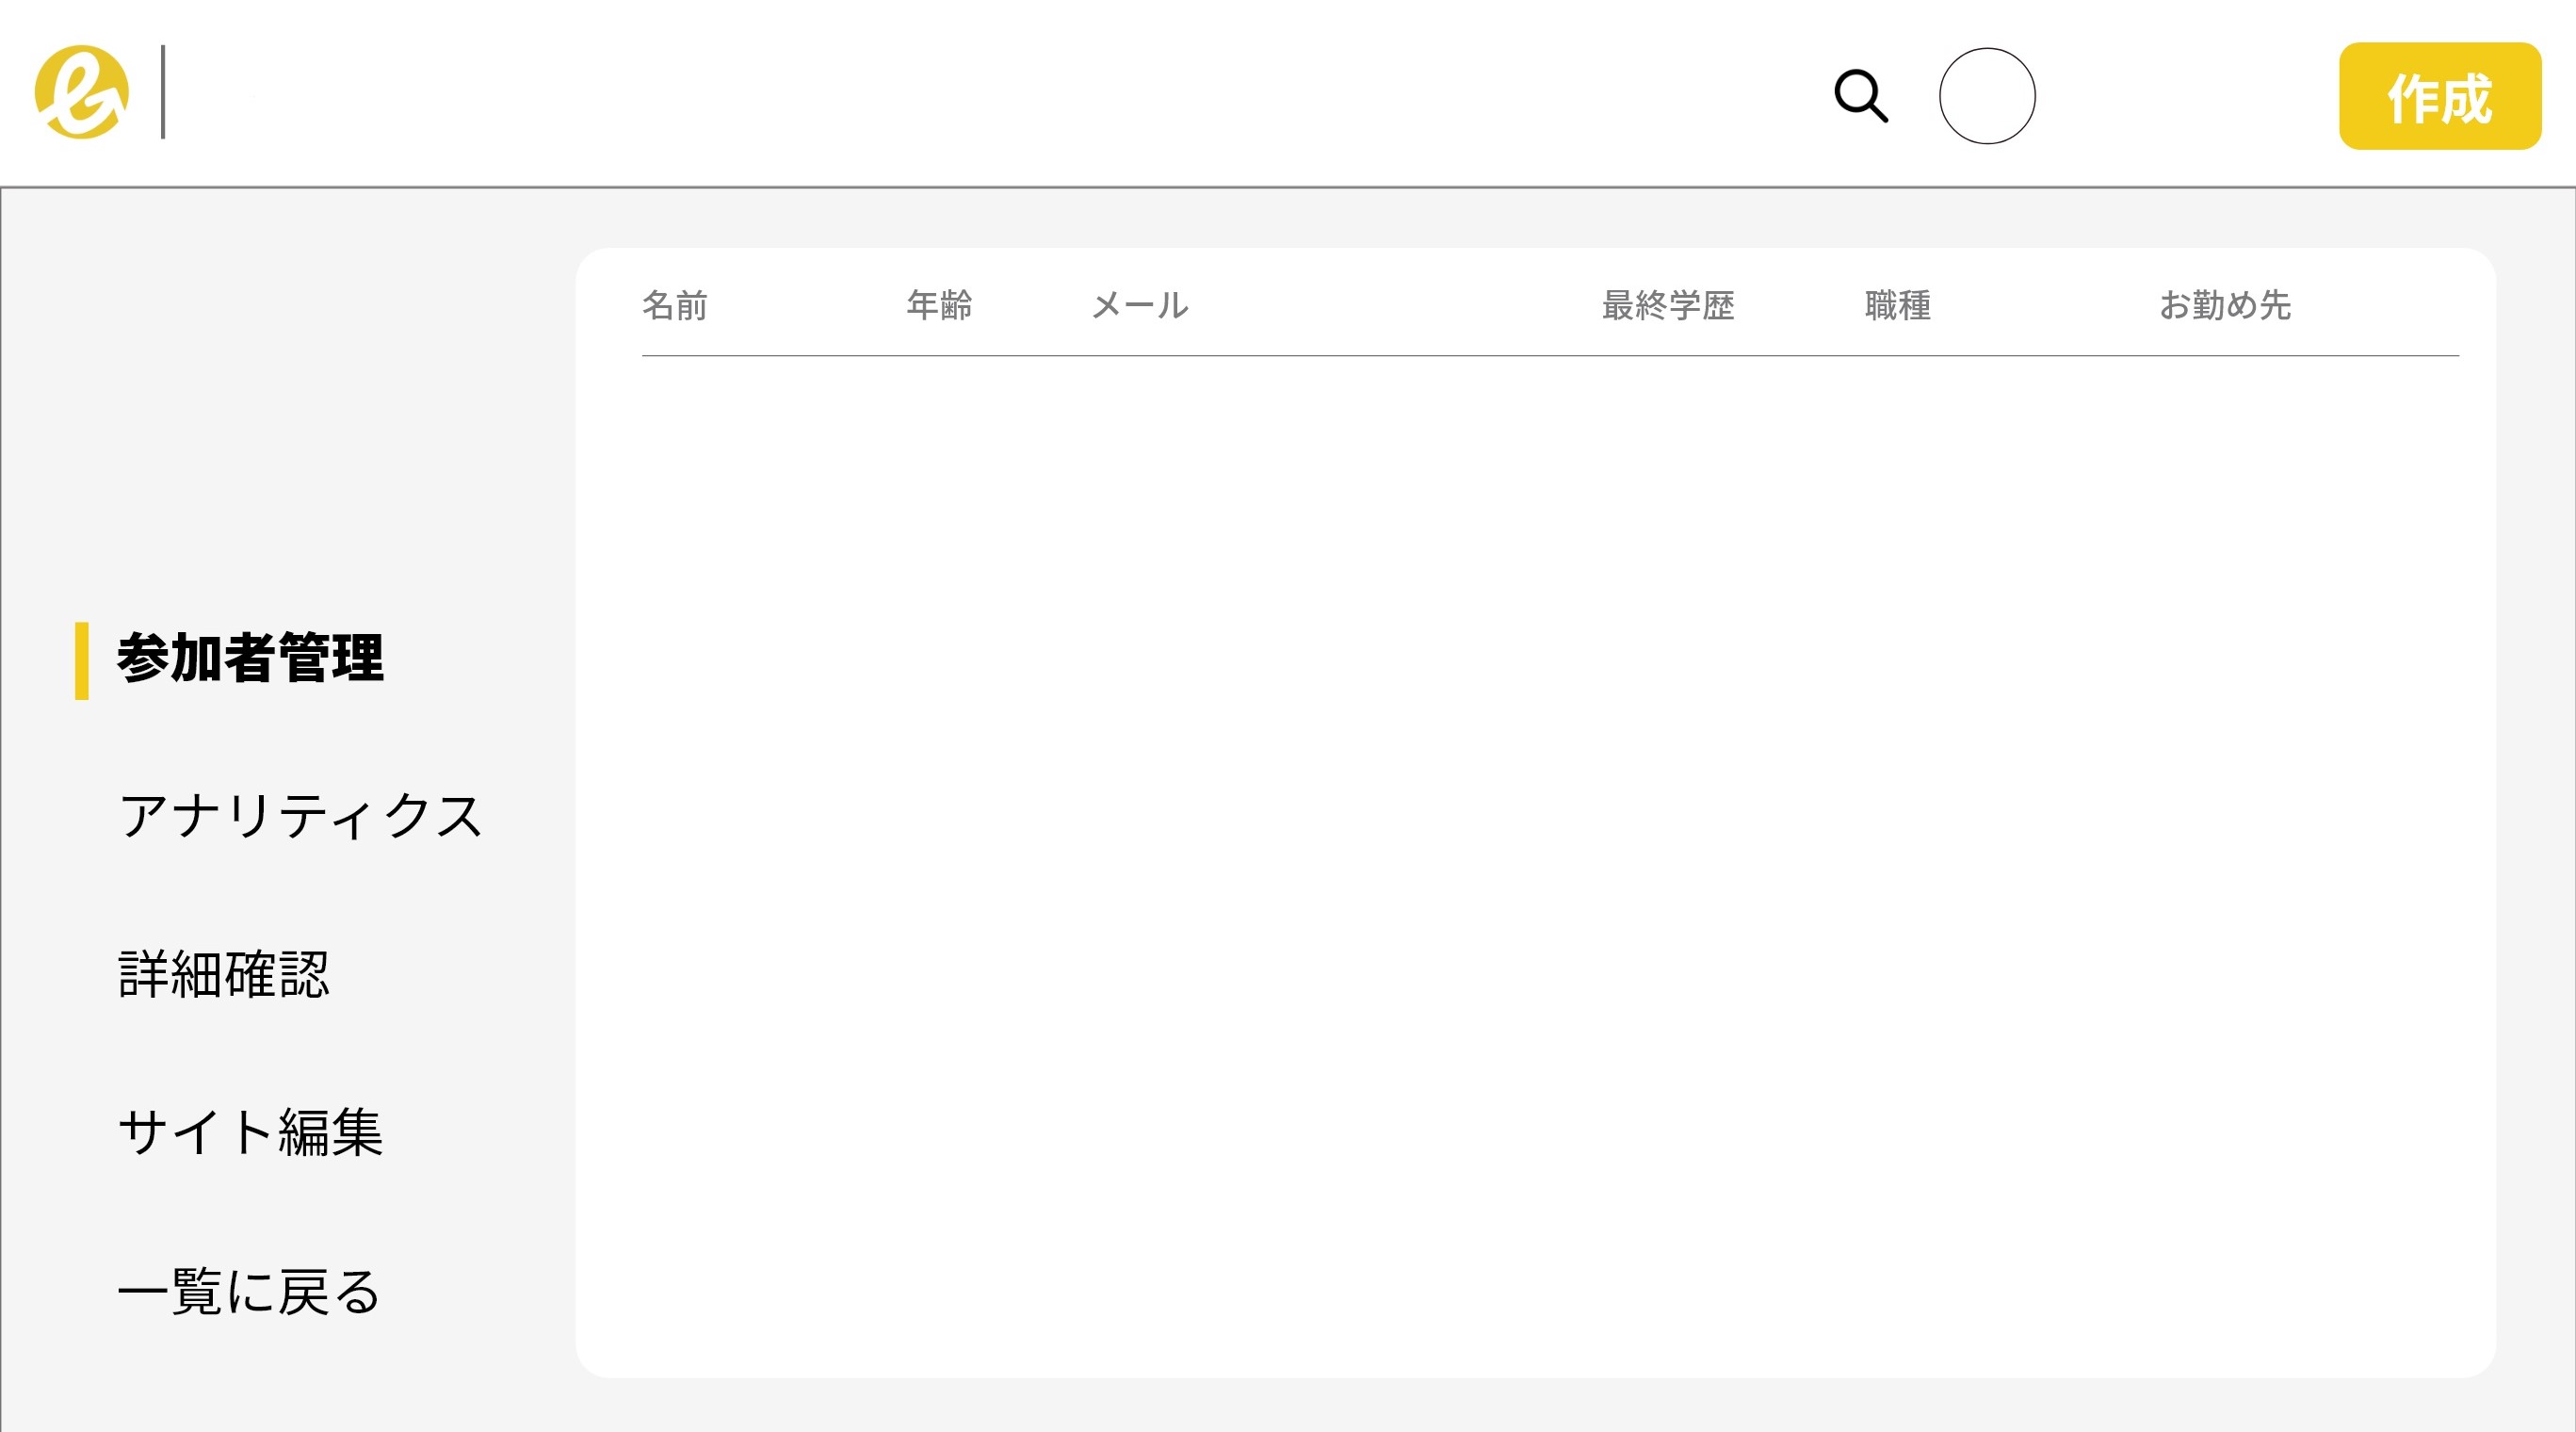 作成
名前 年齢 メール 最終学歴 職種 お勤め先
参加者管理
アナリティクス
詳細確認
サイト編集
一覧に戻る